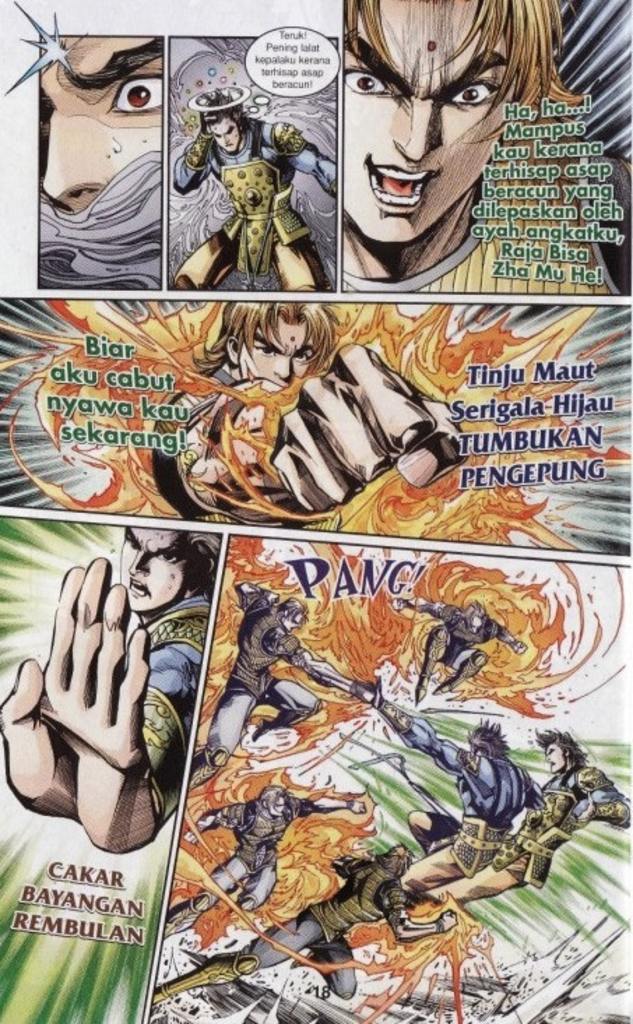 Teruk!
Pening lalat
kepalaku kerana
terhisap asap
beracun!
Ha, ha...!
Mampus
kau kerana
terhisap asap
beracun yang
dilepaskan oleh
ayah angkatku,
Raja Bisa
Zha Mu He!
Biar
aku cabut
nyawa kau
sekarang!
Tinju Maut
Serigala Hijau
TUMBUKAN
PENGEPUNG
PANG!
CAKAR
BAYANGAN
REMBULAN
18